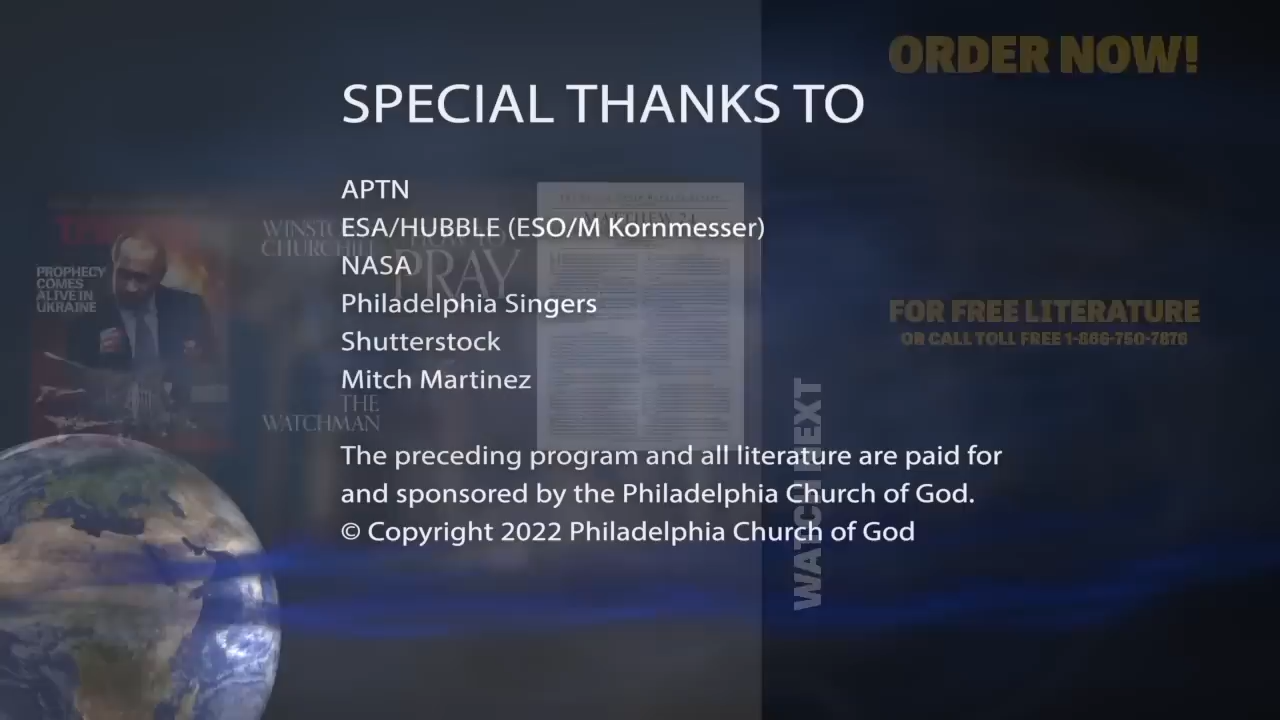 ORDER NOW!
SPECIAL THANKS TO
APTN
ESA/HUBBLE (ESO/M Kornmesser)
NASA
Philadelphia Singers
Shutterstock
Mitch Martinez
The preceding program and all literature are paid for
and sponsored by the Philadelphia Church of God.
© Copyright 2022 Philadelphia Church of God
PROPHECY
COMES
ALIVE IN
UKRAINE
WINSTON
CHURCHILL
THE
WATCHMAN
HOW TO
PRAY
MATTHEW 24
FOR FREE LITERATURE
OR CALL TOLL FREE 1-866-750-7876
WATCH NEXT